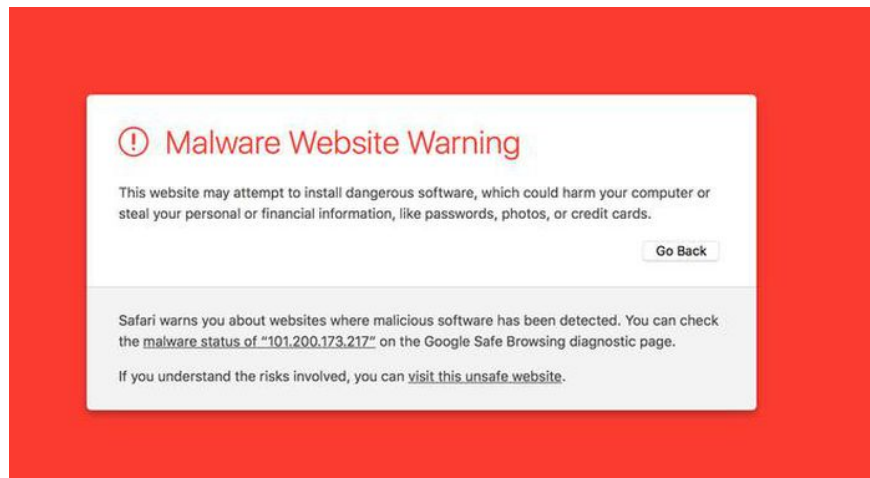 Malware Website Warning
This website may attempt to install dangerous software, which could harm your computer or
steal your personal or financial information, like passwords, photos, or credit cards.
Go Back
Safari warns you about websites where malicious software has been detected. You can check
the malware status of "101.200.173.217" on the Google Safe Browsing diagnostic page.
If you understand the risks involved, you can visit this unsafe website.